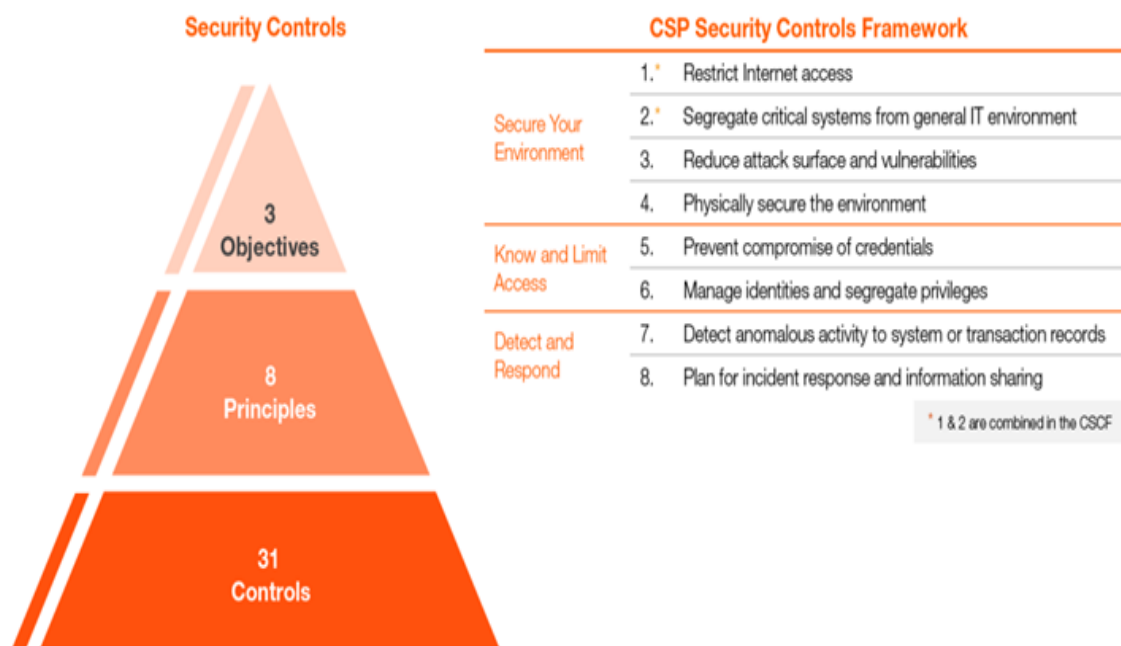 Security Controls
3
Objectives
8
Principles
31
Controls
CSP Security Controls Framework
Secure Your
Environment
1.* Restrict Internet access
2.* Segregate critical systems from general IT environment
3. Reduce attack surface and vulnerabilities
4. Physically secure the environment
Know and Limit
Access
5. Prevent compromise of credentials
6. Manage identities and segregate privileges
Detect and
Respond
7. Detect anomalous activity to system or transaction records
8. Plan for incident response and information sharing
* 1 & 2 are combined in the CSCF